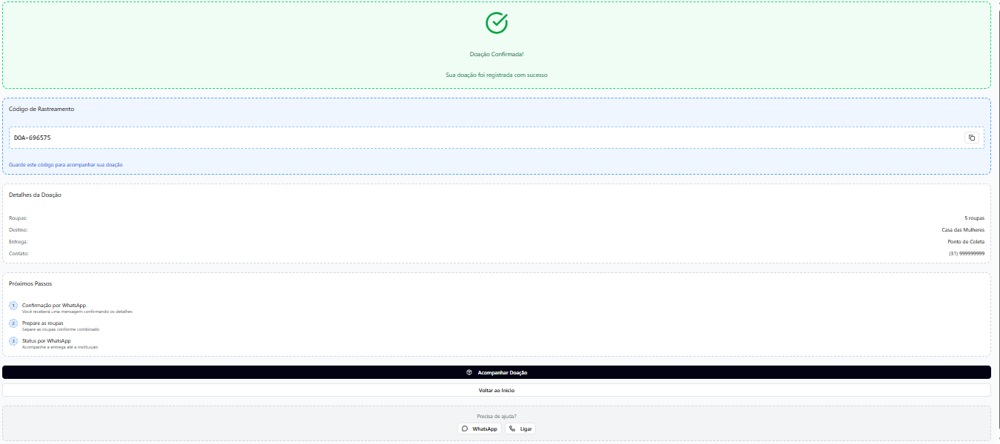 Doação Confirmada!
Sua doação foi registrada com sucesso
Código de Rastreamento
DOA-696575
Guarde este código para acompanhar sua doação
Detalhes da Doação
Roupas: 5 roupas
Destino: Casa das Mulheres
Entrega: Ponto de Coleta
Contato: (31) 999999999
Próximos Passos
1 Confirmação por WhatsApp
Você receberá uma mensagem confirmando os detalhes
2 Prepare as roupas
Separe as roupas conforme combinado
3 Status por WhatsApp
Acompanhe a entrega até a instituição
Acompanhar Doação
Voltar ao Início
Precisa de ajuda?
WhatsApp Ligar